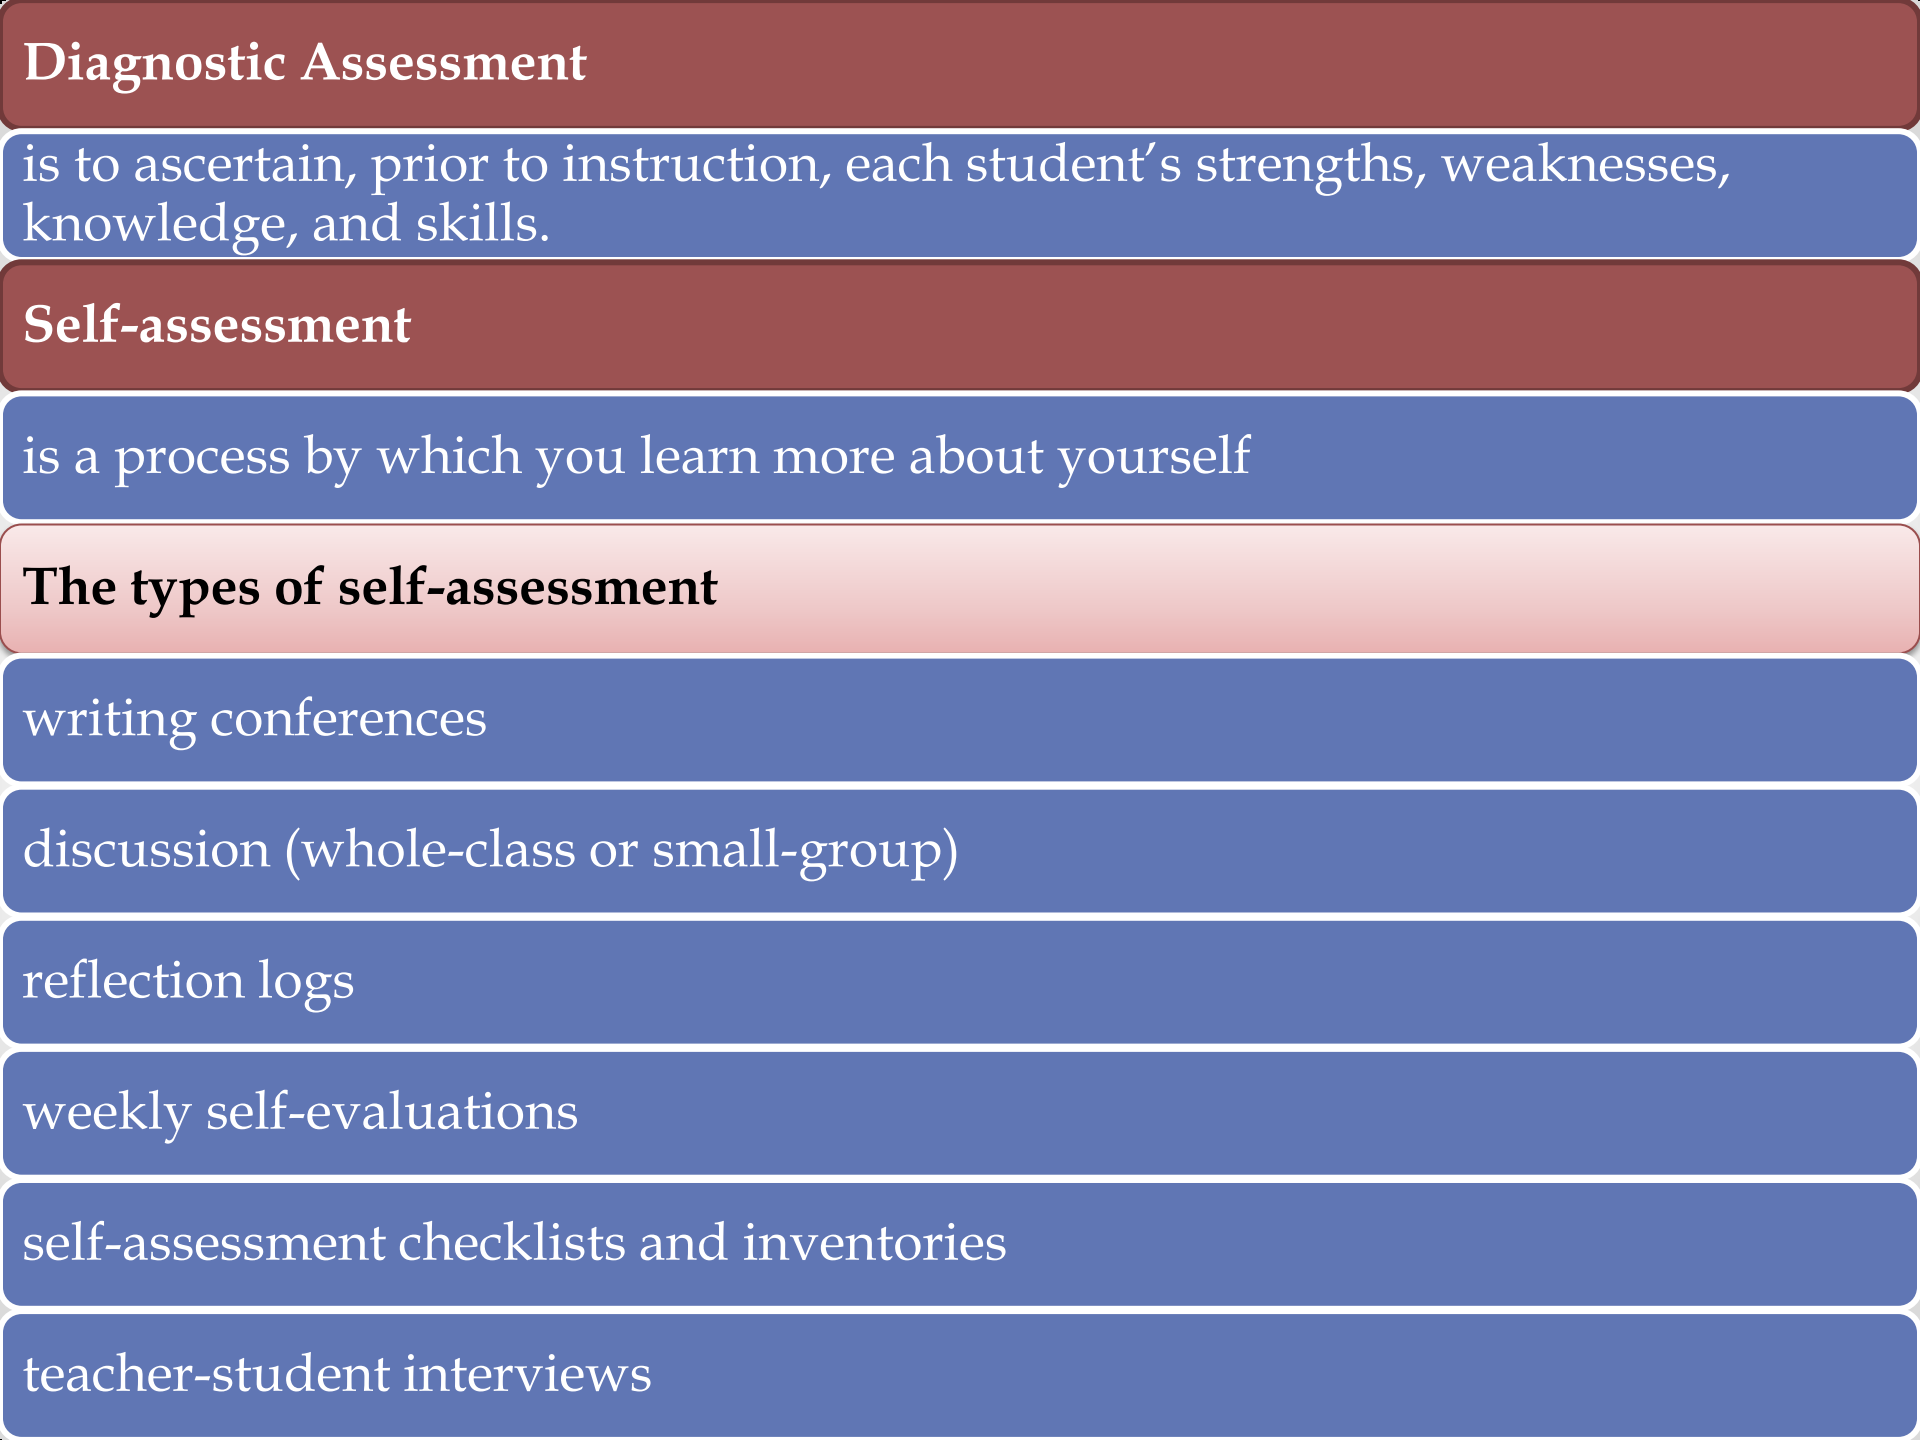 Diagnostic Assessment
is to ascertain, prior to instruction, each student’s strengths, weaknesses,
knowledge, and skills.
Self-assessment
is a process by which you learn more about yourself
The types of self-assessment
writing conferences
discussion (whole-class or small-group)
reflection logs
weekly self-evaluations
self-assessment checklists and inventories
teacher-student interviews